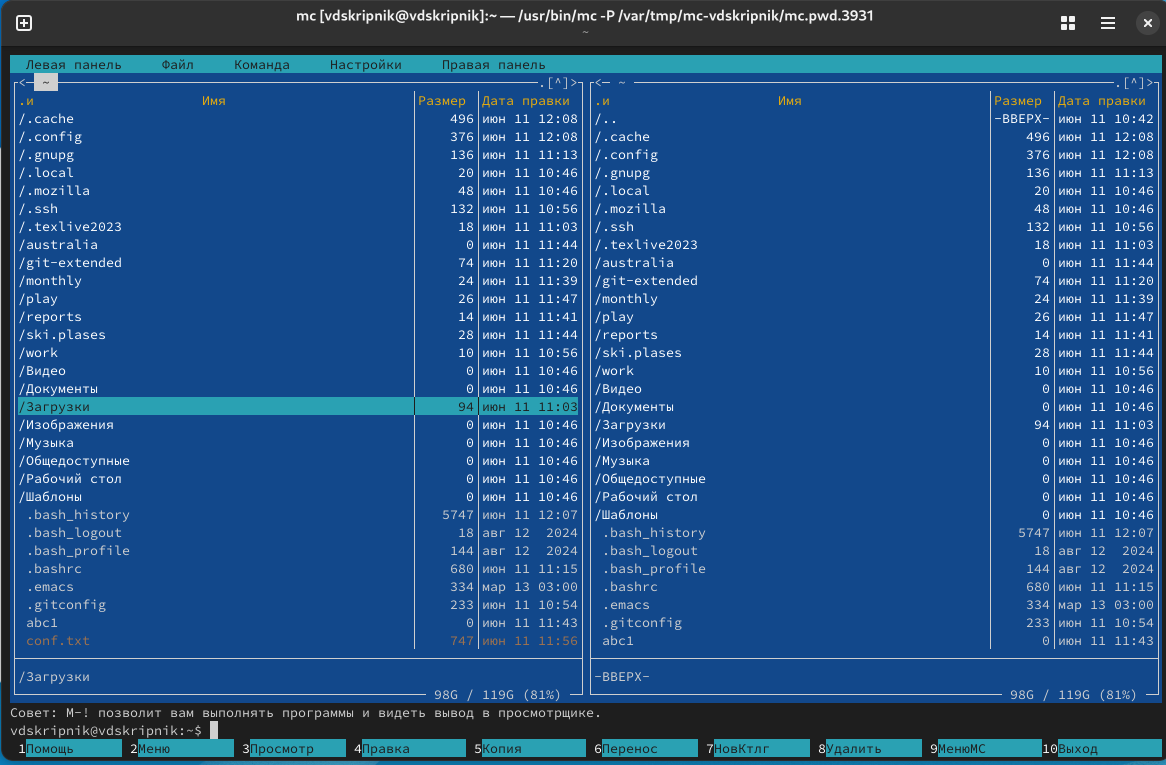 mc [vdskripnik@vdskripnik]:~ — /usr/bin/mc -P /var/tmp/mc-vdskripnik/mc.pwd.3931
~
Левая панель Файл Команда Настройки Правая панель
<─ ~ ─.[^]>
.и Имя Размер Дата правки
/.cache 496 июн 11 12:08
/.config 376 июн 11 12:08
/.gnupg 136 июн 11 11:13
/.local 20 июн 11 10:46
/.mozilla 48 июн 11 10:46
/.ssh 132 июн 11 10:56
/.texlive2023 18 июн 11 11:03
/australia 0 июн 11 11:44
/git-extended 74 июн 11 11:20
/monthly 24 июн 11 11:39
/play 26 июн 11 11:47
/reports 14 июн 11 11:41
/ski.plases 28 июн 11 11:44
/work 10 июн 11 10:56
/Видео 0 июн 11 10:46
/Документы 0 июн 11 10:46
/Загрузки 94 июн 11 11:03
/Изображения 0 июн 11 10:46
/Музыка 0 июн 11 10:46
/Общедоступные 0 июн 11 10:46
/Рабочий стол 0 июн 11 10:46
/Шаблоны 0 июн 11 10:46
.bash_history 5747 июн 11 12:07
.bash_logout 18 авг 12 2024
.bash_profile 144 авг 12 2024
.bashrc 680 июн 11 11:15
.emacs 334 мар 13 03:00
.gitconfig 233 июн 11 10:54
abc1 0 июн 11 11:43
conf.txt 747 июн 11 11:56
/Загрузки
98G / 119G (81%)
<─ ~ ─.[^]>
.и Имя Размер Дата правки
/.. -ВВЕРХ- июн 11 10:42
/.cache 496 июн 11 12:08
/.config 376 июн 11 12:08
/.gnupg 136 июн 11 11:13
/.local 20 июн 11 10:46
/.mozilla 48 июн 11 10:46
/.ssh 132 июн 11 10:56
/.texlive2023 18 июн 11 11:03
/australia 0 июн 11 11:44
/git-extended 74 июн 11 11:20
/monthly 24 июн 11 11:39
/play 26 июн 11 11:47
/reports 14 июн 11 11:41
/ski.plases 28 июн 11 11:44
/work 10 июн 11 10:56
/Видео 0 июн 11 10:46
/Документы 0 июн 11 10:46
/Загрузки 94 июн 11 11:03
/Изображения 0 июн 11 10:46
/Музыка 0 июн 11 10:46
/Общедоступные 0 июн 11 10:46
/Рабочий стол 0 июн 11 10:46
/Шаблоны 0 июн 11 10:46
.bash_history 5747 июн 11 12:07
.bash_logout 18 авг 12 2024
.bash_profile 144 авг 12 2024
.bashrc 680 июн 11 11:15
.emacs 334 мар 13 03:00
.gitconfig 233 июн 11 10:54
abc1 0 июн 11 11:43
-ВВЕРХ-
98G / 119G (81%)
Совет: M-! позволит вам выполнять программы и видеть вывод в просмотрщике.
vdskripnik@vdskripnik:~$
1Помощь 2Меню 3Просмотр 4Правка 5Копия 6Перенос 7НовКтлг 8Удалить 9МенюMC 10Выход